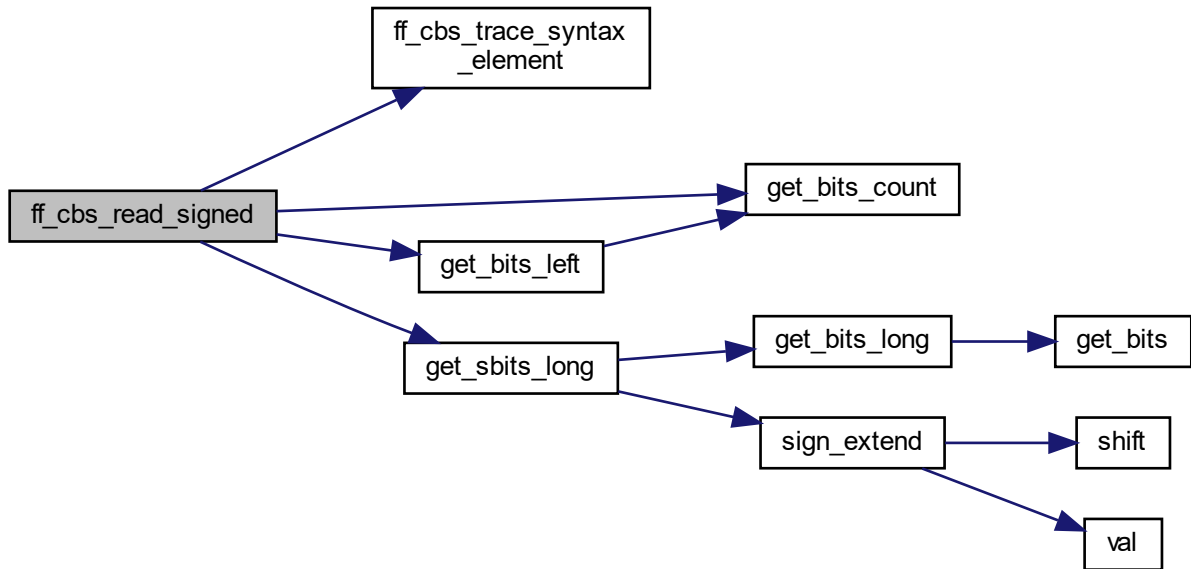 ff_cbs_trace_syntax
_element
ff_cbs_read_signed
get_bits_count
get_bits_left
get_sbits_long
get_bits_long
get_bits
sign_extend
shift
val